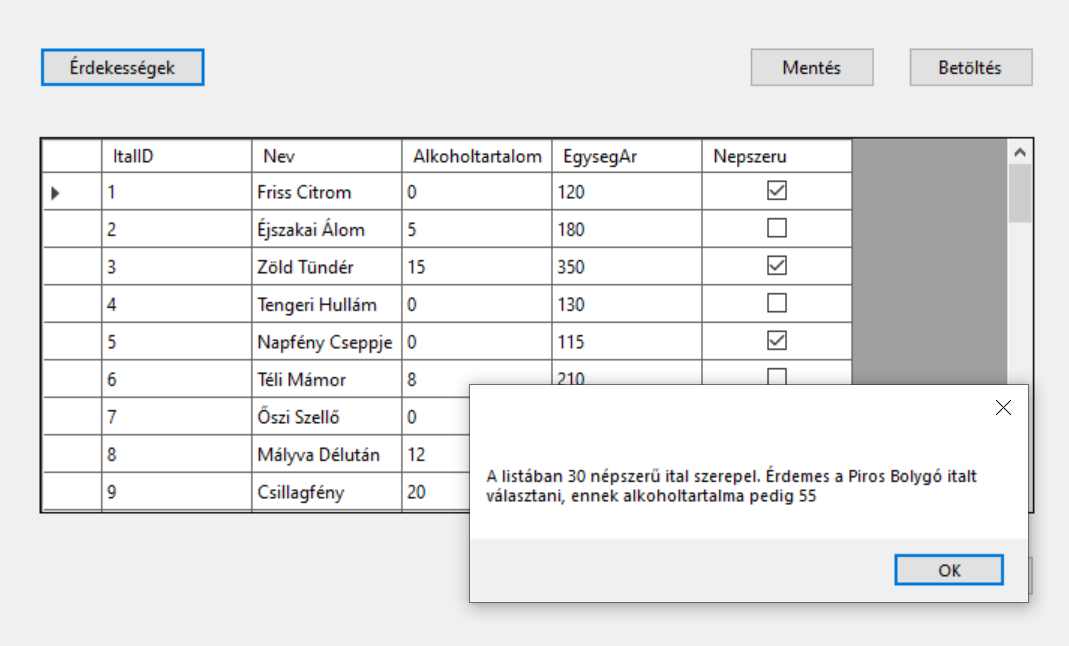 Érdekességek Mentés Betöltés
ItalID Nev Alkoholtartalom EgysegAr Nepszeru
1 Friss Citrom 0 120
2 Éjszakai Álom 5 180
3 Zöld Tündér 15 350
4 Tengeri Hullám 0 130
5 Napfény Cseppje 0 115
6 Téli Mámor 8 210
7 Őszi Szellő 0
8 Mályva Délután 12
9 Csillagfény 20
A listában 30 népszerű ital szerepel. Érdemes a Piros Bolygó italt
választani, ennek alkoholtartalma pedig 55
OK